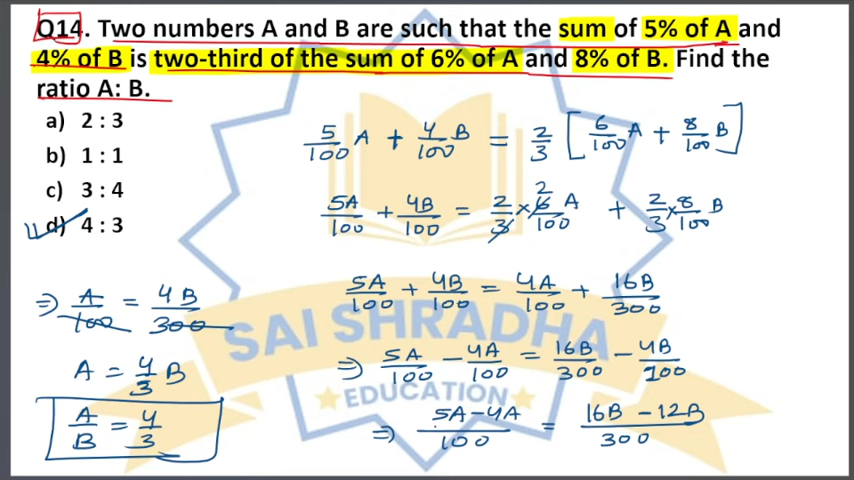 Q14. Two numbers A and B are such that the sum of 5% of A and
4% of B is two-third of the sum of 6% of A and 8% of B. Find the
ratio A: B.
a) 2 : 3
b) 1 : 1
c) 3 : 4
d) 4 : 3
5/100 A + 4/100 B = 2/3 [ 6/100 A + 8/100 B ]
5A/100 + 4B/100 = 2/3 × 6/100 A + 2/3 × 8/100 B
2
5A/100 + 4B/100 = 4A/100 + 16B/300
⇒ 5A/100 − 4A/100 = 16B/300 − 4B/100
⇒ 5A − 4A/100 = 16B − 12B/300
⇒ A/100 = 4B/300
A = 4/3 B
A/B = 4/3
SAI SHRADHA
EDUCATION